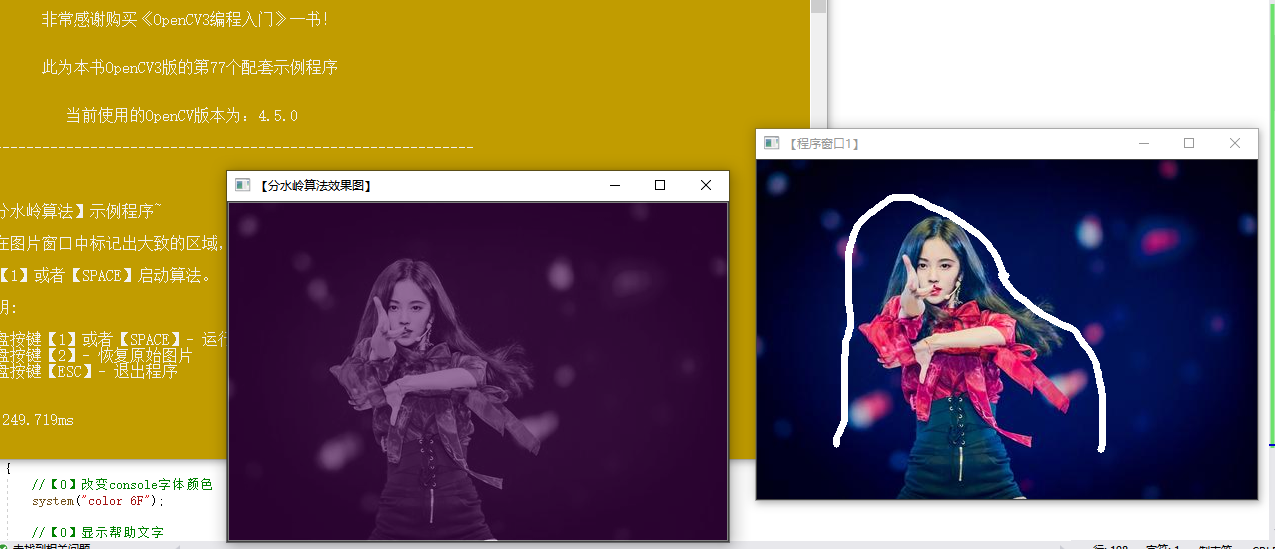 非常感谢购买《OpenCV3编程入门》一书!
此为本书OpenCV3版的第77个配套示例程序
当前使用的OpenCV版本为: 4.5.0
----------------------------------------------------------
分水岭算法】示例程序~
在图片窗口中标记出大致的区域,
【1】或者【SPACE】启动算法。
明:
盘按键【1】或者【SPACE】- 运行
盘按键【2】- 恢复原始图片
盘按键【ESC】- 退出程序
249.719ms
【分水岭算法效果图】
【程序窗口1】
{
//【0】改变console字体颜色
system("color 6F");
//【0】显示帮助文字
未找到相关问题